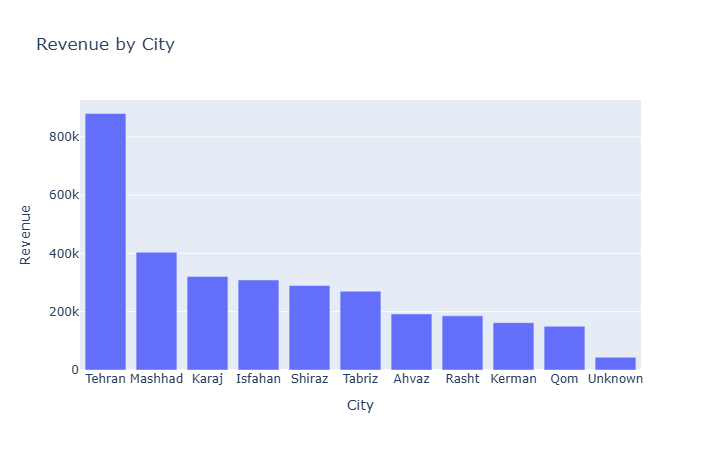 Revenue by City
Revenue
800k
600k
400k
200k
0
Tehran Mashhad Karaj Isfahan Shiraz Tabriz Ahvaz Rasht Kerman Qom Unknown
City